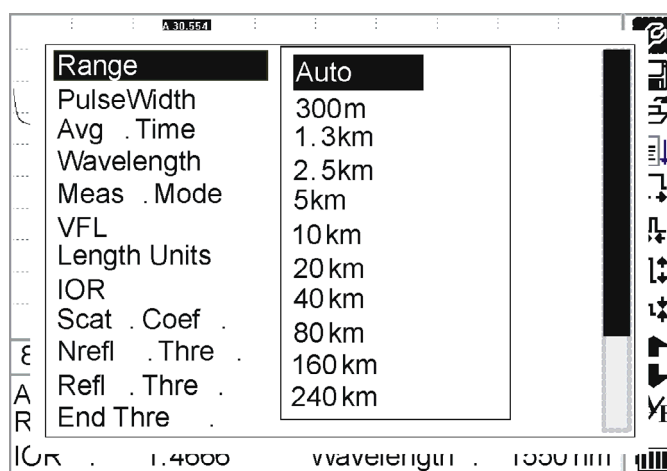 A 30.554
Range
PulseWidth
Avg . Time
Wavelength
Meas . Mode
VFL
Length Units
IOR
Scat . Coef .
Nrefl . Thre .
Refl . Thre .
End Thre .
Auto
300m
1.3km
2.5km
5km
10km
20km
40km
80km
160km
240km
A
R
IOR . 1.4666 Wavelength . 1550nm